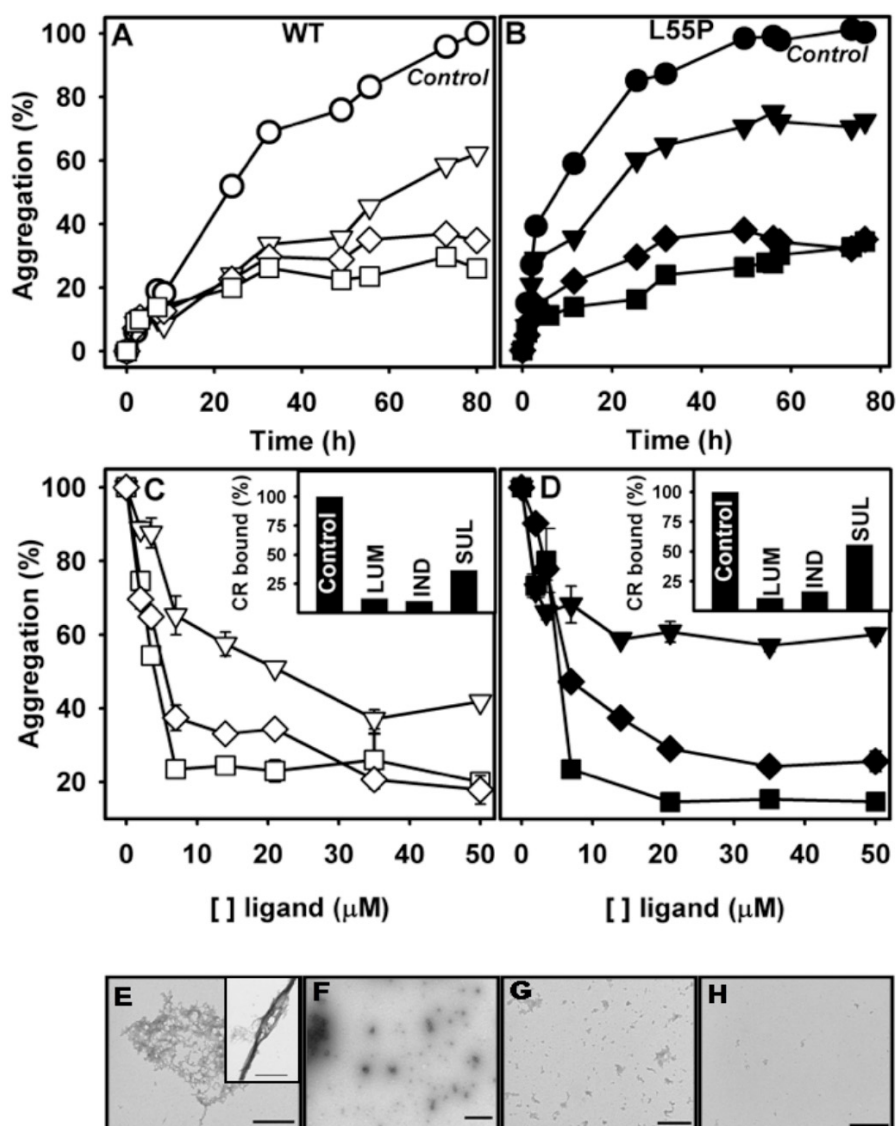 A WT
B L55P
Control
Control
Aggregation (%)
100
80
60
40
20
0
0 20 40 60 80
0 20 40 60 80
Time (h)
Time (h)
C
D
Aggregation (%)
100
80
60
40
20
CR bound (%)
100
75
50
25
Control
LUM
IND
SUL
CR bound (%)
100
75
50
25
Control
LUM
IND
SUL
0 10 20 30 40 50
0 10 20 30 40 50
[ ] ligand (μM)
[ ] ligand (μM)
E
F
G
H